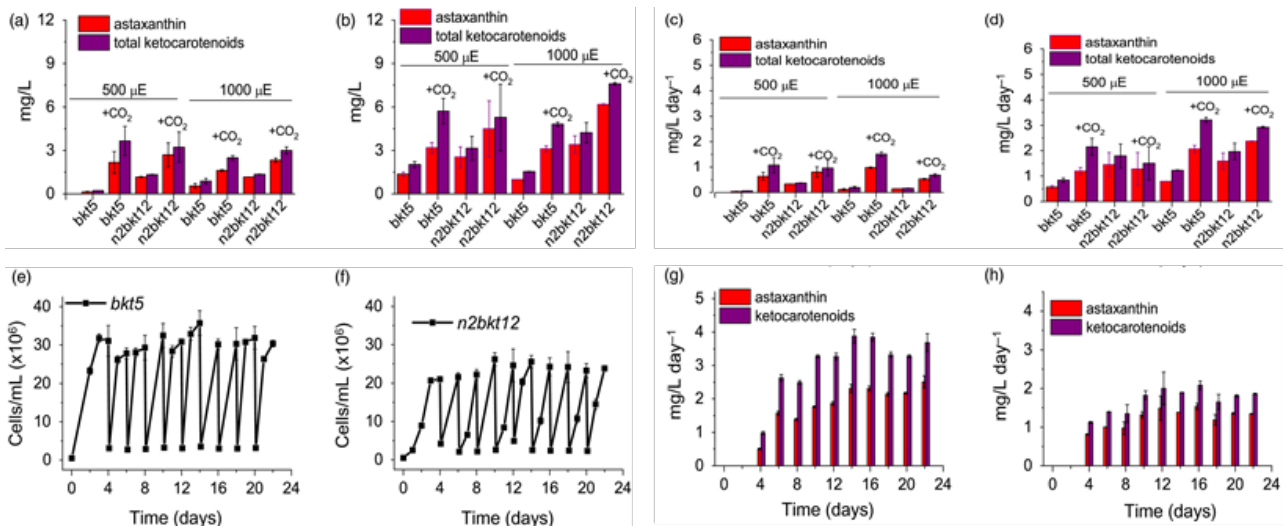 (a)
astaxanthin
total ketocarotenoids
500 μE
1000 μE
+CO2
+CO2
+CO2
+CO2
mg/L
9
6
3
0
bkt5
bkt5
n2bkt12
n2bkt12
bkt5
bkt5
n2bkt12
n2bkt12
(b)
astaxanthin
total ketocarotenoids
500 μE
1000 μE
+CO2
+CO2
+CO2
+CO2
mg/L
9
6
3
0
bkt5
bkt5
n2bkt12
n2bkt12
bkt5
bkt5
n2bkt12
n2bkt12
(c)
astaxanthin
total ketocarotenoids
500 μE
1000 μE
+CO2
+CO2
+CO2
+CO2
mg/L day−1
6
5
4
3
2
1
0
bkt5
bkt5
n2bkt12
n2bkt12
bkt5
bkt5
n2bkt12
n2bkt12
(d)
astaxanthin
total ketocarotenoids
500 μE
1000 μE
+CO2
+CO2
+CO2
+CO2
mg/L day−1
6
5
4
3
2
1
0
bkt5
bkt5
n2bkt12
n2bkt12
bkt5
bkt5
n2bkt12
n2bkt12
(e)
bkt5
Cells/mL (x10⁶)
40
30
20
10
0
0 4 8 12 16 20 24
Time (days)
(f)
n2bkt12
Cells/mL (x10⁶)
40
30
20
10
0
0 4 8 12 16 20 24
Time (days)
(g)
astaxanthin
ketocarotenoids
mg/L day−1
5
4
3
2
1
0
0 4 8 12 16 20 24
Time (days)
(h)
astaxanthin
ketocarotenoids
mg/L day−1
5
4
3
2
1
0
0 4 8 12 16 20 24
Time (days)